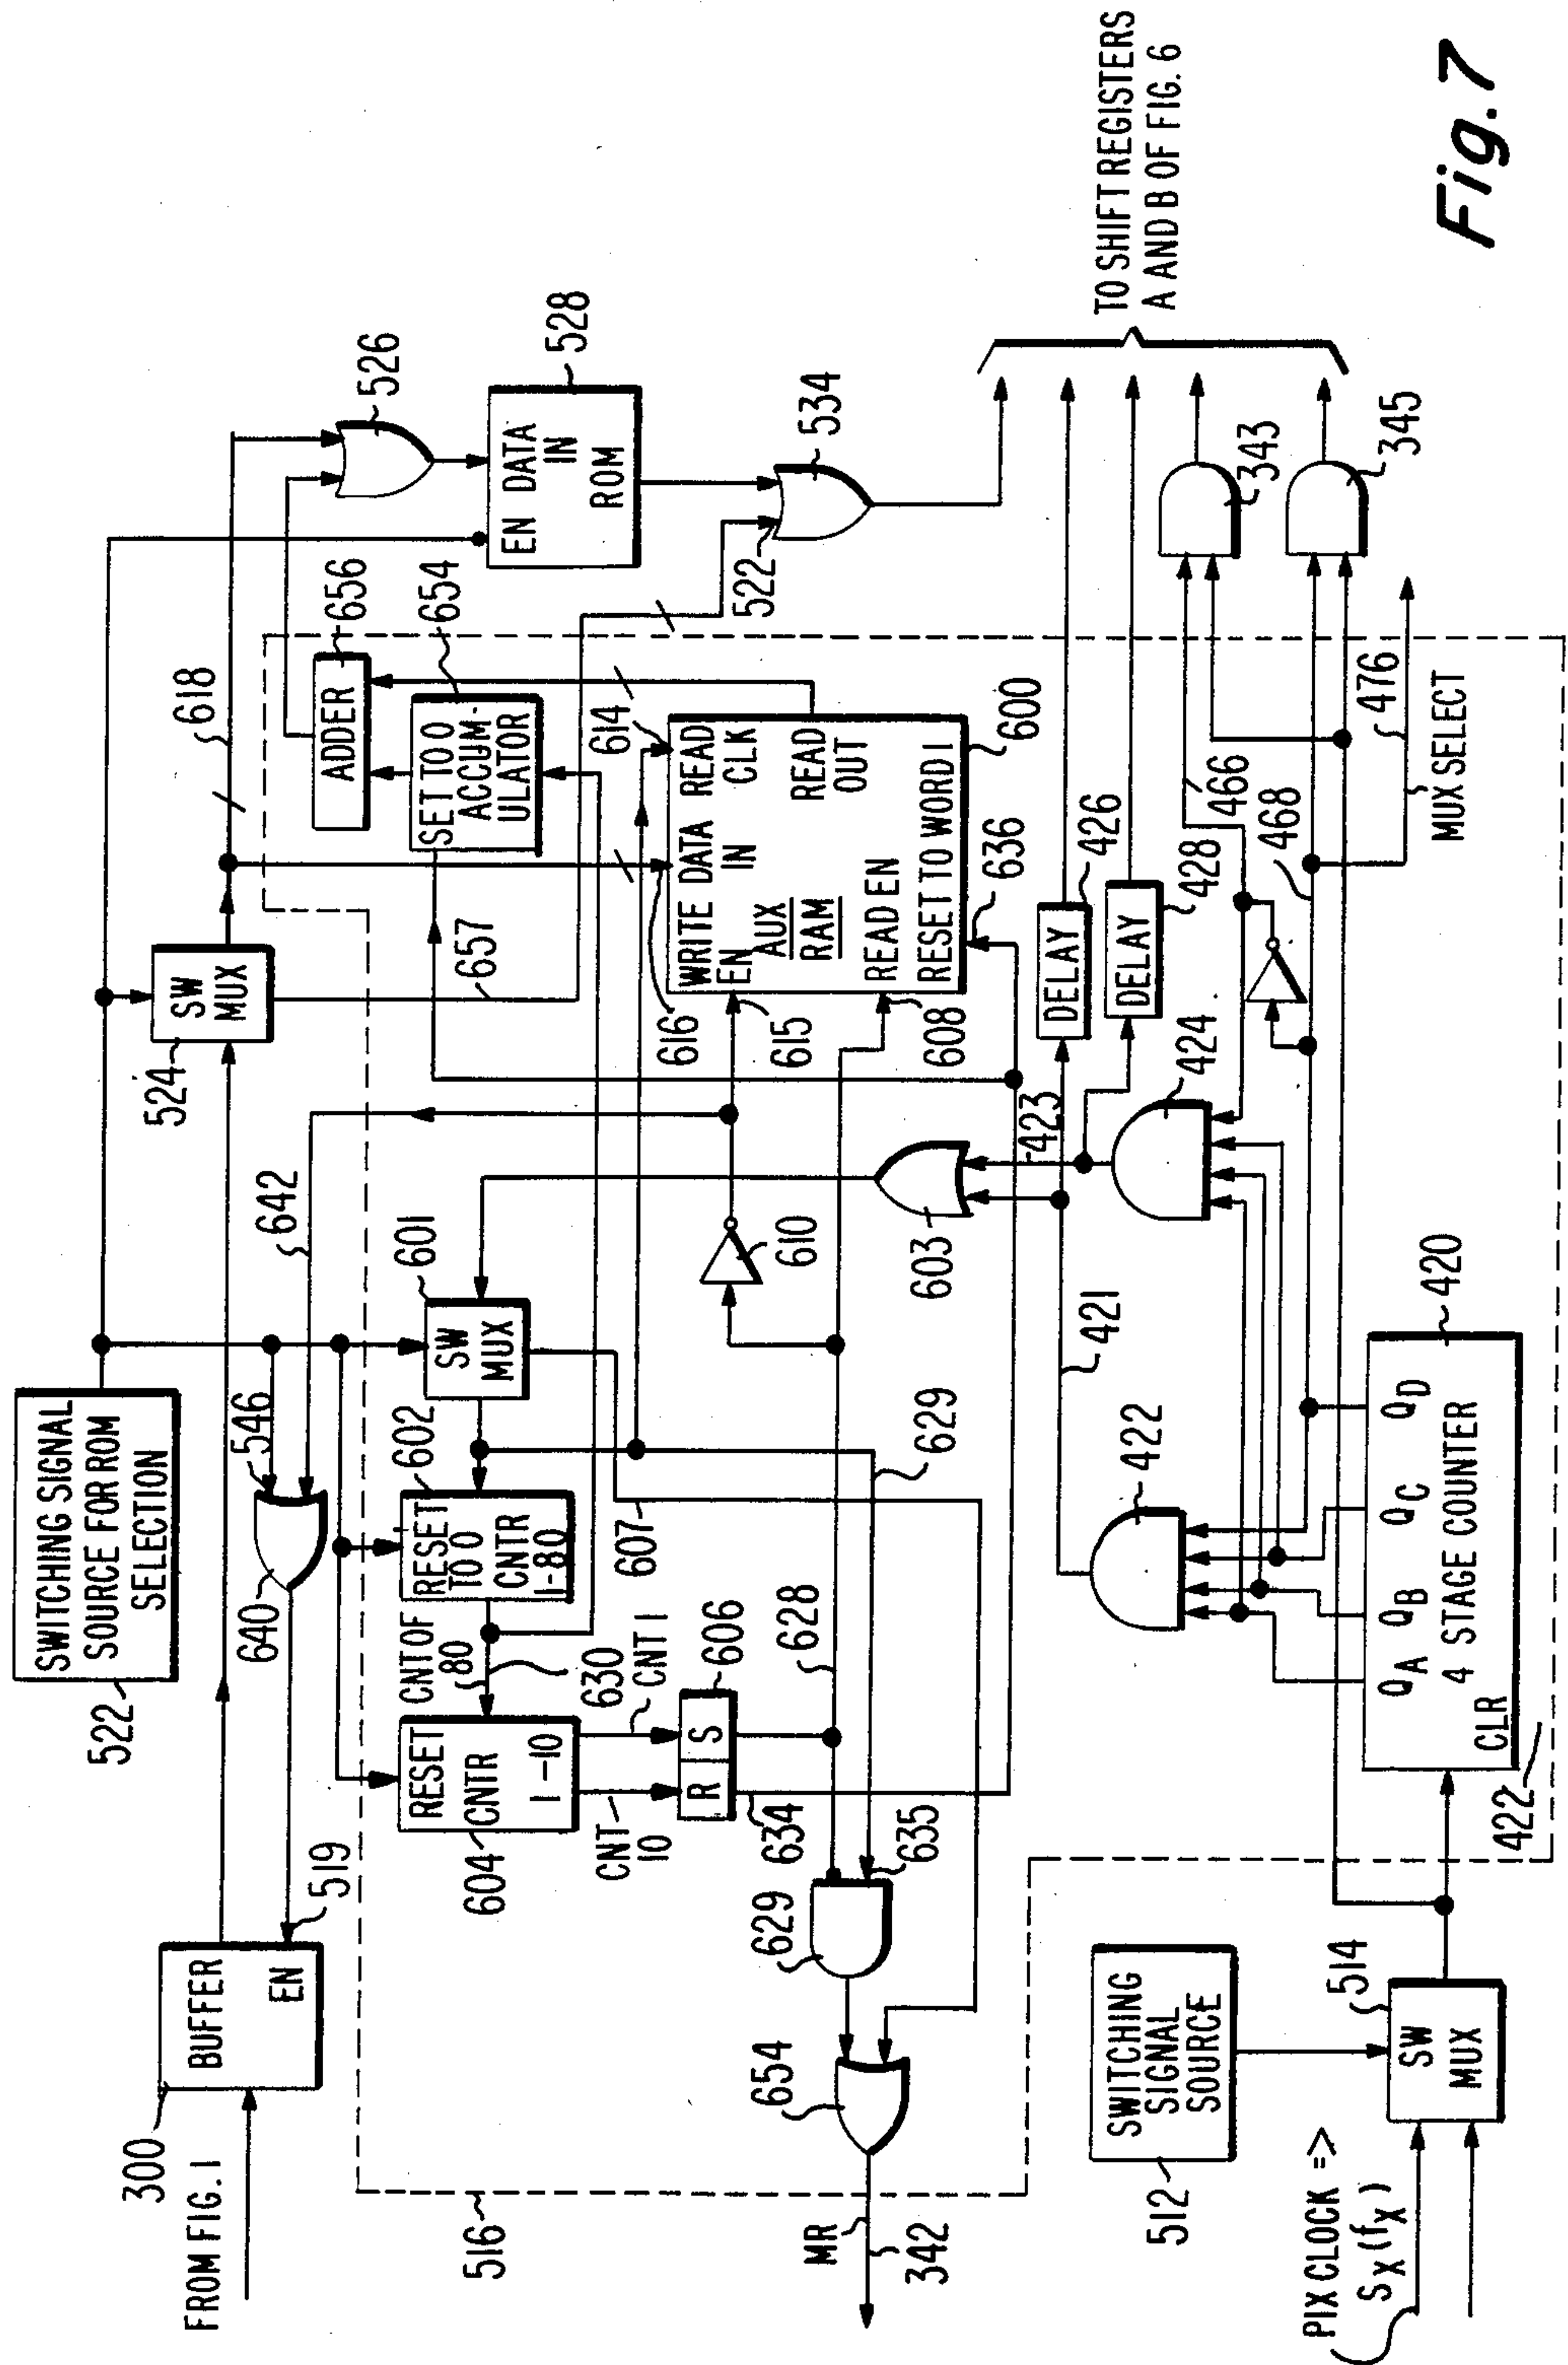 SWITCHING SIGNAL
SOURCE FOR ROM
SELECTION
522
524
SW
MUX
618
526
EN DATA
IN
ROM
528
300
FROM FIG. 1
BUFFER
EN
519
640
546
642
516
RESET
CNTR
1-10
604
CNT OF
80
RESET
TO 0
CNTR
1-80
602
630
SW
MUX
601
607
CNT 1
CNT
10
R
S
606
634
628
629
635
629
654
MR
342
610
615
616
614
WRITE DATA READ
EN
IN
CLK
AUX
RAM
READ
OUT
READ EN
RESET TO WORD 1
600
608
636
657
SET TO 0
ACCUM-
ULATOR
654
ADDER
656
522
534
603
421
423
DELAY
426
DELAY
428
422
424
466
468
476
MUX SELECT
343
345
TO SHIFT REGISTERS
A AND B OF FIG. 6
QA QB QC QD
4 STAGE COUNTER
CLR
420
422
SWITCHING
SIGNAL
SOURCE
512
514
SW
MUX
PIX CLOCK =>
SX(fX)
Fig. 7